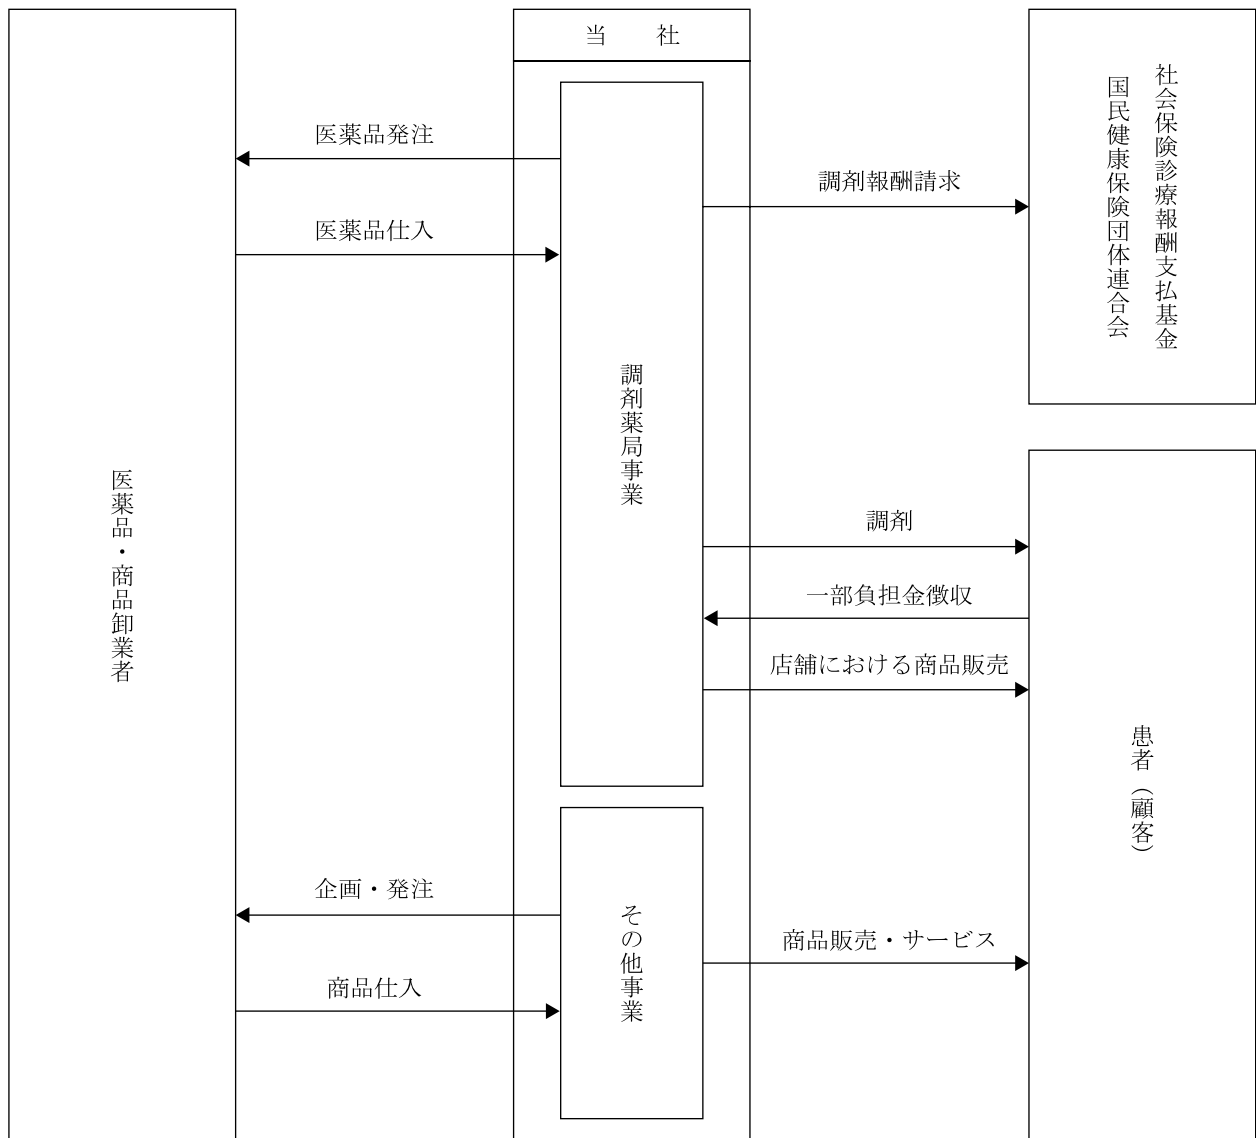 当　社
医薬品発注
医薬品仕入
調剤報酬請求
社会保険診療報酬支払基金
国民健康保険団体連合会
調剤薬局事業
医薬品・商品卸業者
調剤
一部負担金徴収
店舗における商品販売
患者（顧客）
企画・発注
商品仕入
その他事業
商品販売・サービス